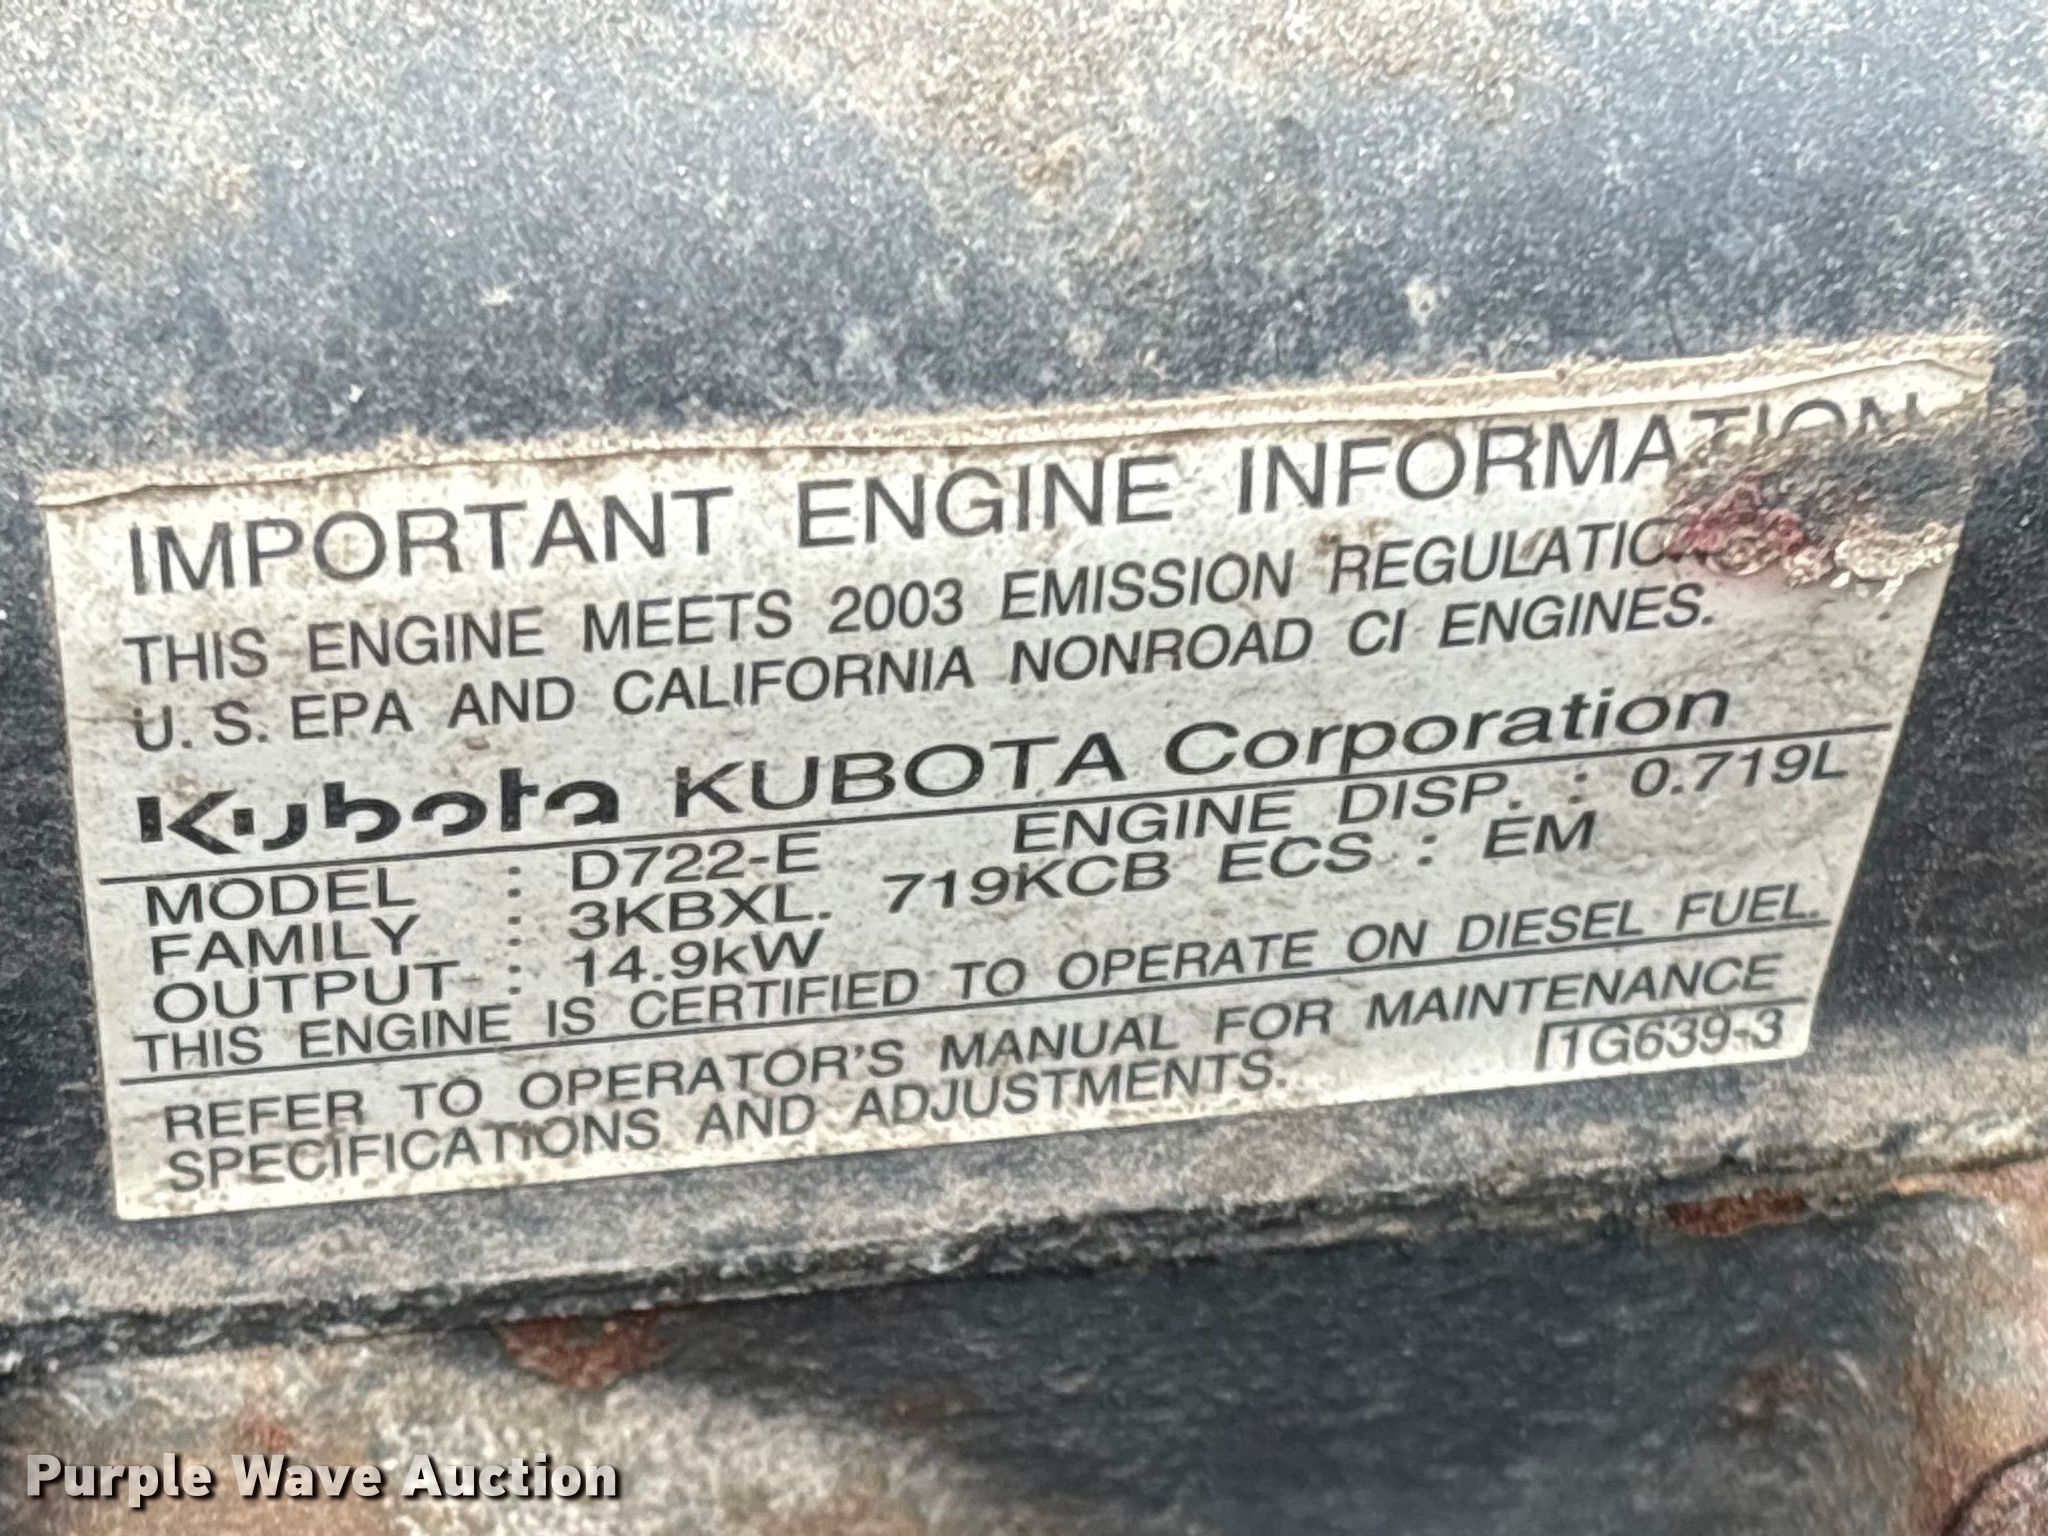 IMPORTANT ENGINE INFORMATION
THIS ENGINE MEETS 2003 EMISSION REGULATIO
U. S. EPA AND CALIFORNIA NONROAD CI ENGINES.
Kubota KUBOTA Corporation
MODEL : D722-E ENGINE DISP. : 0.719L
FAMILY : 3KBXL. 719KCB ECS : EM
OUTPUT : 14.9kW
THIS ENGINE IS CERTIFIED TO OPERATE ON DIESEL FUEL.
REFER TO OPERATOR'S MANUAL FOR MAINTENANCE
SPECIFICATIONS AND ADJUSTMENTS.
1G639-3
Purple Wave Auction